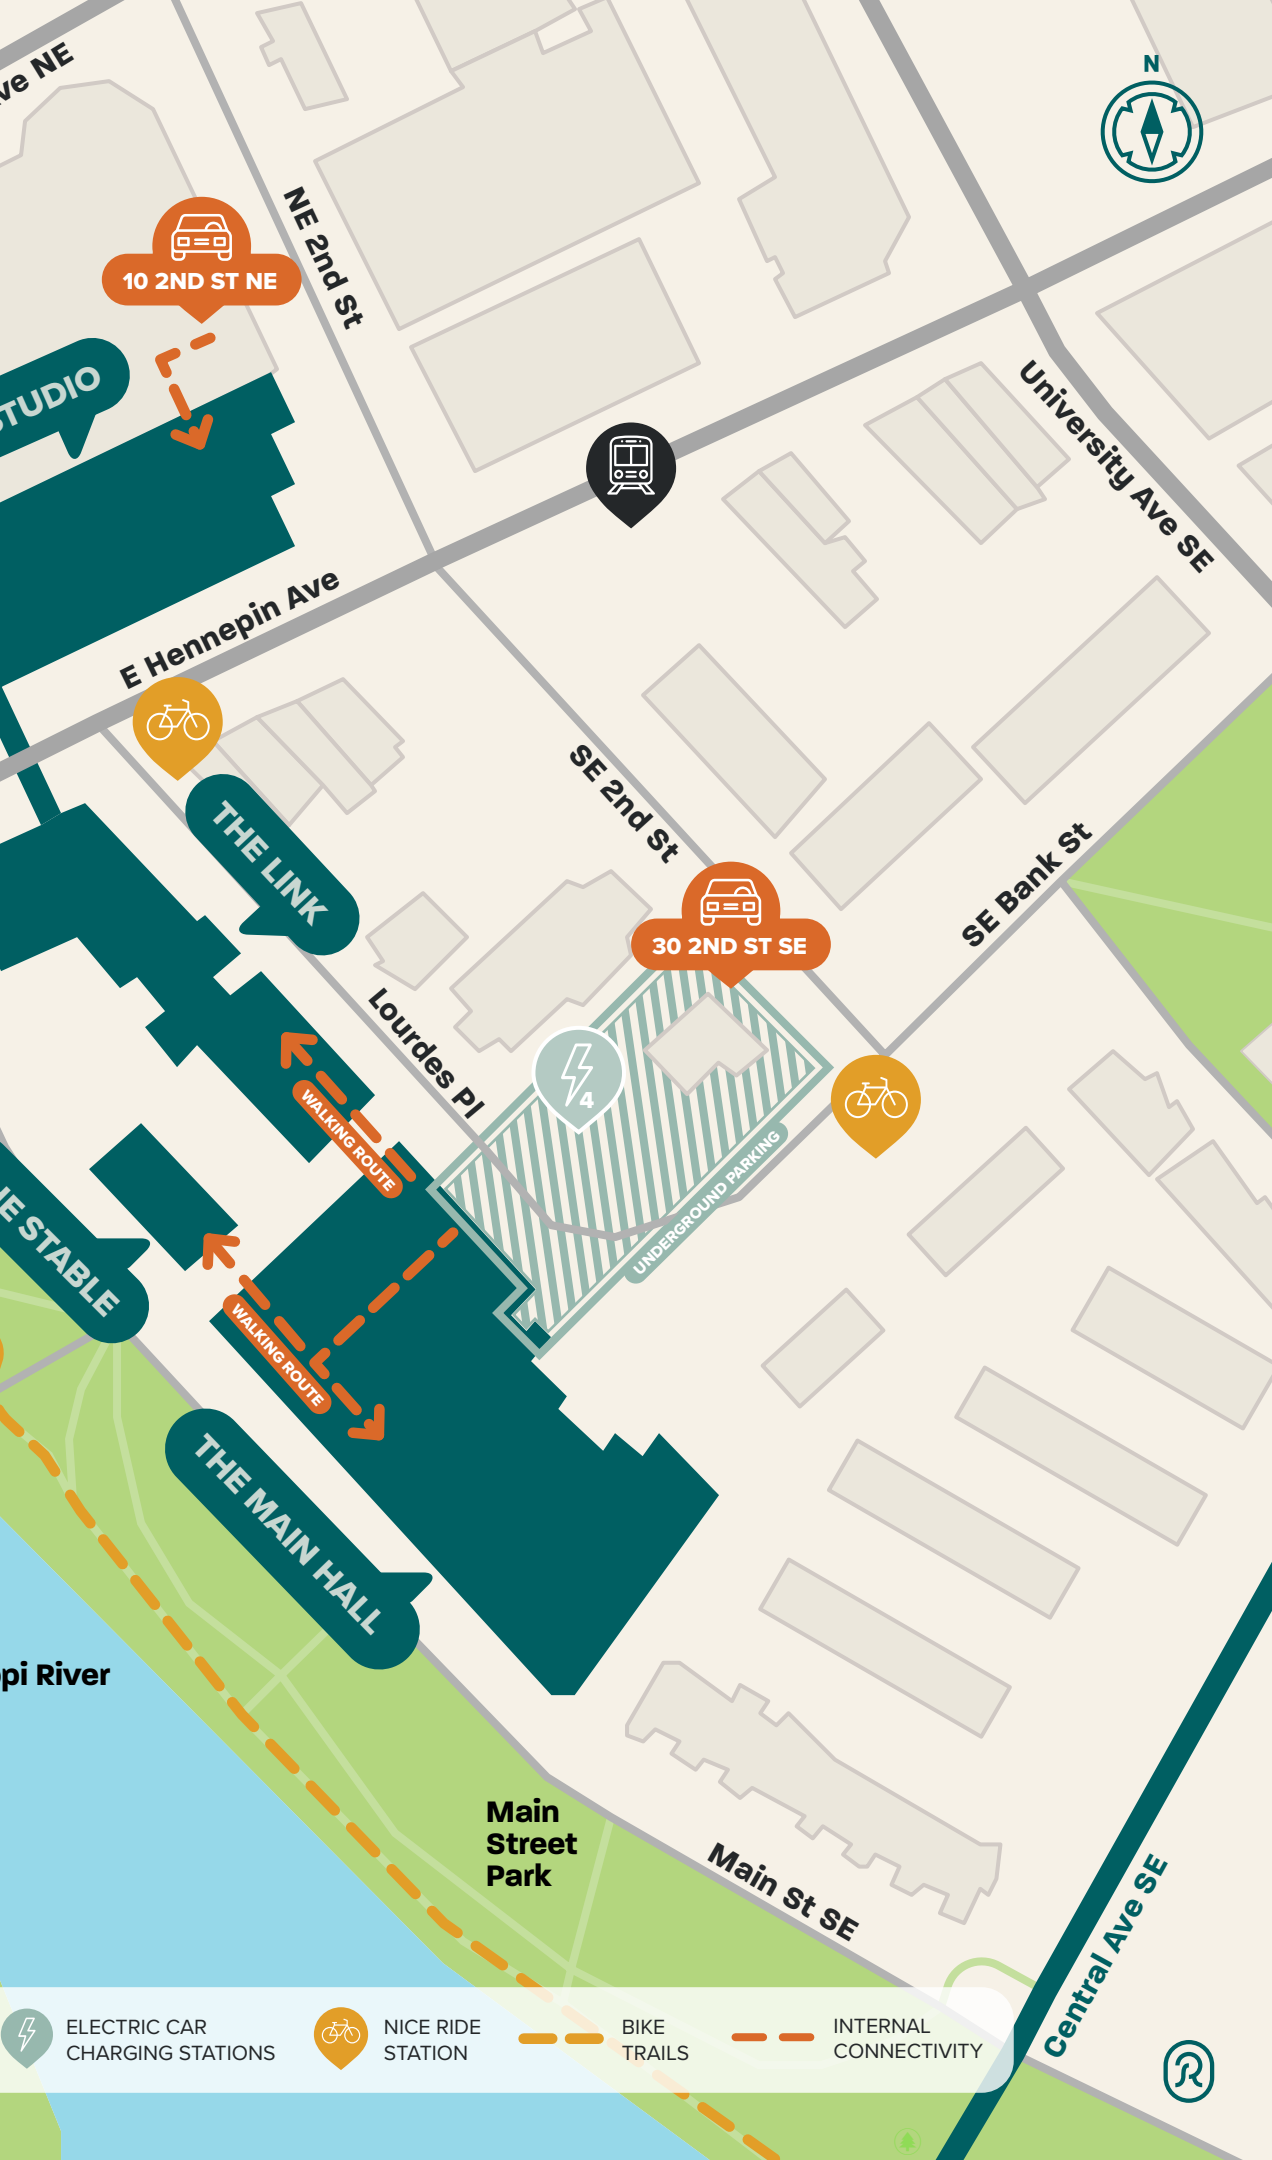 ve NE
N
NE 2nd St
10 2ND ST NE
STUDIO
University Ave SE
E Hennepin Ave
SE 2nd St
THE LINK
SE Bank St
30 2ND ST SE
Lourdes Pl
4
WALKING ROUTE
UNDERGROUND PARKING
HE STABLE
WALKING ROUTE
THE MAIN HALL
pi River
Main
Street
Park
Main St SE
Central Ave SE
ELECTRIC CAR
CHARGING STATIONS
NICE RIDE
STATION
BIKE
TRAILS
INTERNAL
CONNECTIVITY